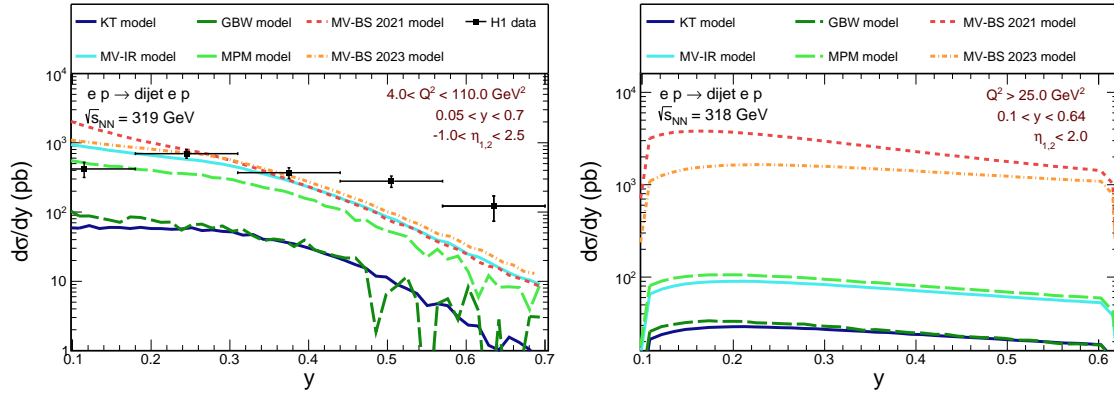 KT model GBW model MV-BS 2021 model H1 data
MV-IR model MPM model MV-BS 2023 model
e p → dijet e p
√s_NN = 319 GeV
4.0< Q² < 110.0 GeV²
0.05 < y < 0.7
-1.0< η_1,2 < 2.5
dσ/dy (pb)
10⁴
10³
10²
10
1
0.1 0.2 0.3 0.4 0.5 0.6 0.7
y
KT model GBW model MV-BS 2021 model
MV-IR model MPM model MV-BS 2023 model
e p → dijet e p
√s_NN = 318 GeV
Q² > 25.0 GeV²
0.1 < y < 0.64
η_1,2 < 2.0
dσ/dy (pb)
10⁴
10³
10²
0.1 0.2 0.3 0.4 0.5 0.6
y